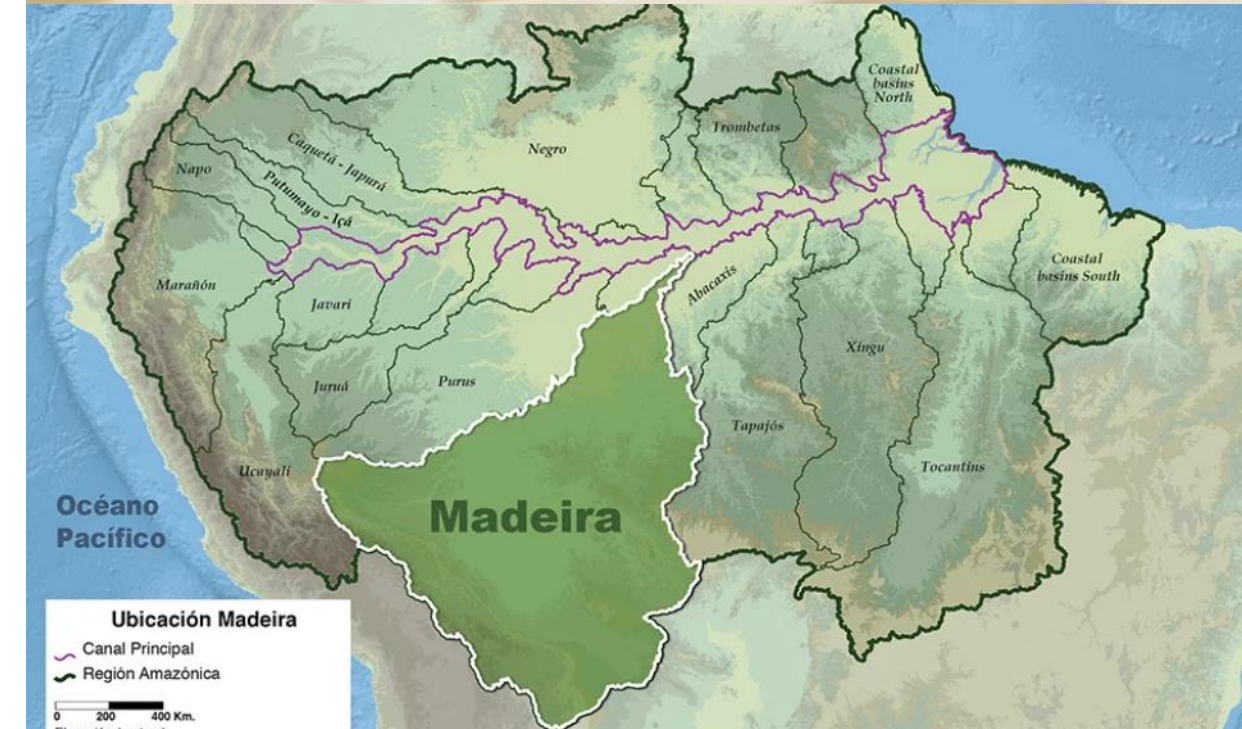 Coastal
basins
North
Trombetas
Negro
Caquetá - Japurá
Napo
Putumayo - Içá
Marañón
Javari
Abacaxis
Coastal
basins South
Xingu
Juruá
Purus
Tapajós
Ucayali
Tocantins
Madeira
Océano
Pacífico
Ubicación Madeira
Canal Principal
Región Amazónica
0 200 400 Km.